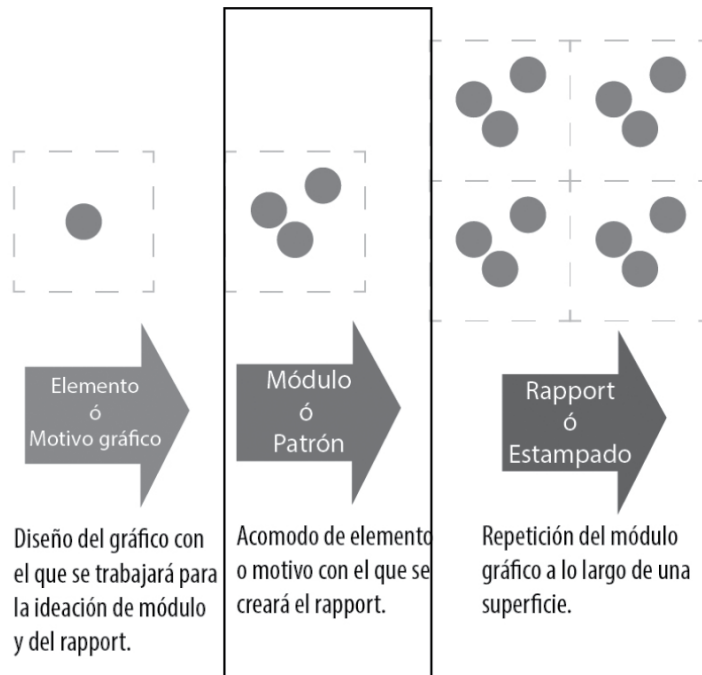 Elemento
ó
Motivo gráfico
Módulo
ó
Patrón
Rapport
ó
Estampado
Diseño del gráfico con
el que se trabajará para
la ideación de módulo
y del rapport.
Acomodo de elemento
o motivo con el que se
creará el rapport.
Repetición del módulo
gráfico a lo largo de una
superficie.